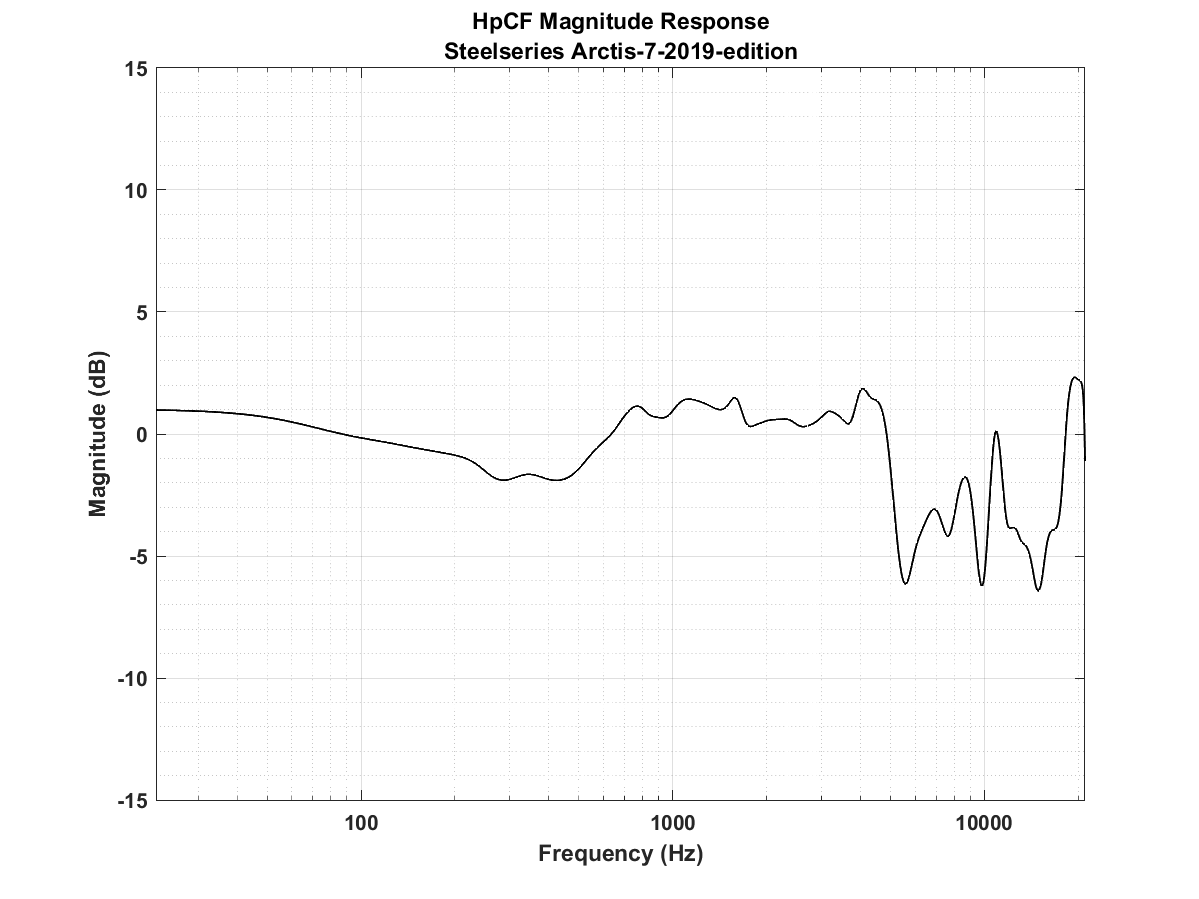 HpCF Magnitude Response
Steelseries Arctis-7-2019-edition
15
10
5
0
-5
-10
-15
Magnitude (dB)
100 1000 10000
Frequency (Hz)